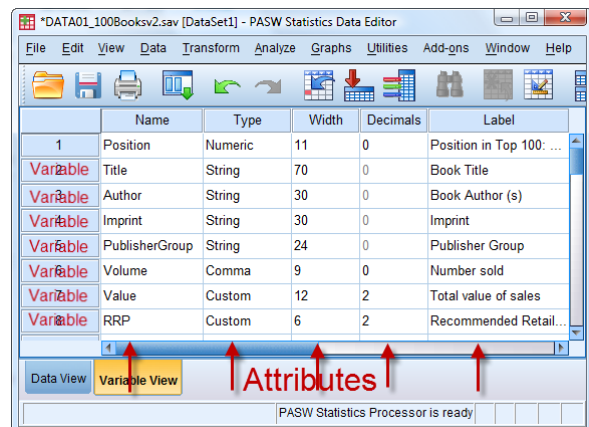 *DATA01_100Booksv2.sav [DataSet1] - PASW Statistics Data Editor
File Edit View Data Transform Analyze Graphs Utilities Add-ons Window Help
Name Type Width Decimals Label
1 Position Numeric 11 0 Position in Top 100: ...
Variable 2 Title String 70 0 Book Title
Variable 3 Author String 30 0 Book Author (s)
Variable 4 Imprint String 30 0 Imprint
Variable 5 PublisherGroup String 24 0 Publisher Group
Variable 6 Volume Comma 9 0 Number sold
Variable 7 Value Custom 12 2 Total value of sales
Variable 8 RRP Custom 6 2 Recommended Retail...
Data View Variable View Attributes
PASW Statistics Processor is ready